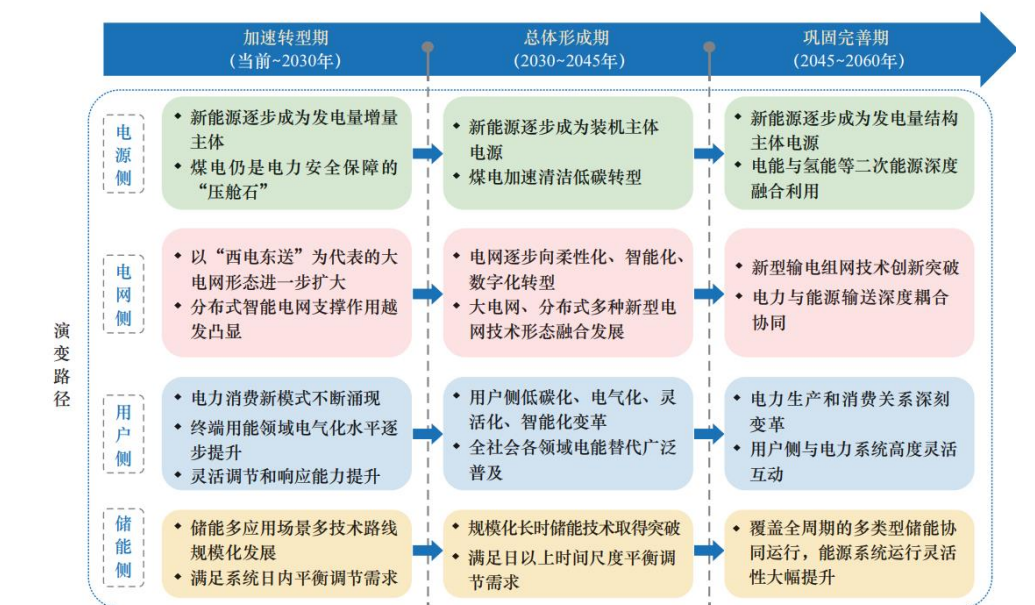 加速转型期
(当前~2030年)
总体形成期
(2030~2045年)
巩固完善期
(2045~2060年)
演变路径
电源侧
新能源逐步成为发电量增量
主体
煤电仍是电力安全保障的
“压舱石”
新能源逐步成为装机主体
电源
煤电加速清洁低碳转型
新能源逐步成为发电量结构
主体电源
电能与氢能等二次能源深度
融合利用
电网侧
以“西电东送”为代表的大
电网形态进一步扩大
分布式智能电网支撑作用越
发凸显
电网逐步向柔性化、智能化、
数字化转型
大电网、分布式多种新型电
网技术形态融合发展
新型输电组网技术创新突破
电力与能源输送深度耦合
协同
用户侧
电力消费新模式不断涌现
终端用能领域电气化水平逐
步提升
灵活调节和响应能力提升
用户侧低碳化、电气化、灵
活化、智能化变革
全社会各领域电能替代广泛
普及
电力生产和消费关系深刻
变革
用户侧与电力系统高度灵活
互动
储能侧
储能多应用场景多技术路线
规模化发展
满足系统日内平衡调节需求
规模化长时储能技术取得突破
满足日以上时间尺度平衡调
节需求
覆盖全周期的多类型储能协
同运行，能源系统运行灵活
性大幅提升